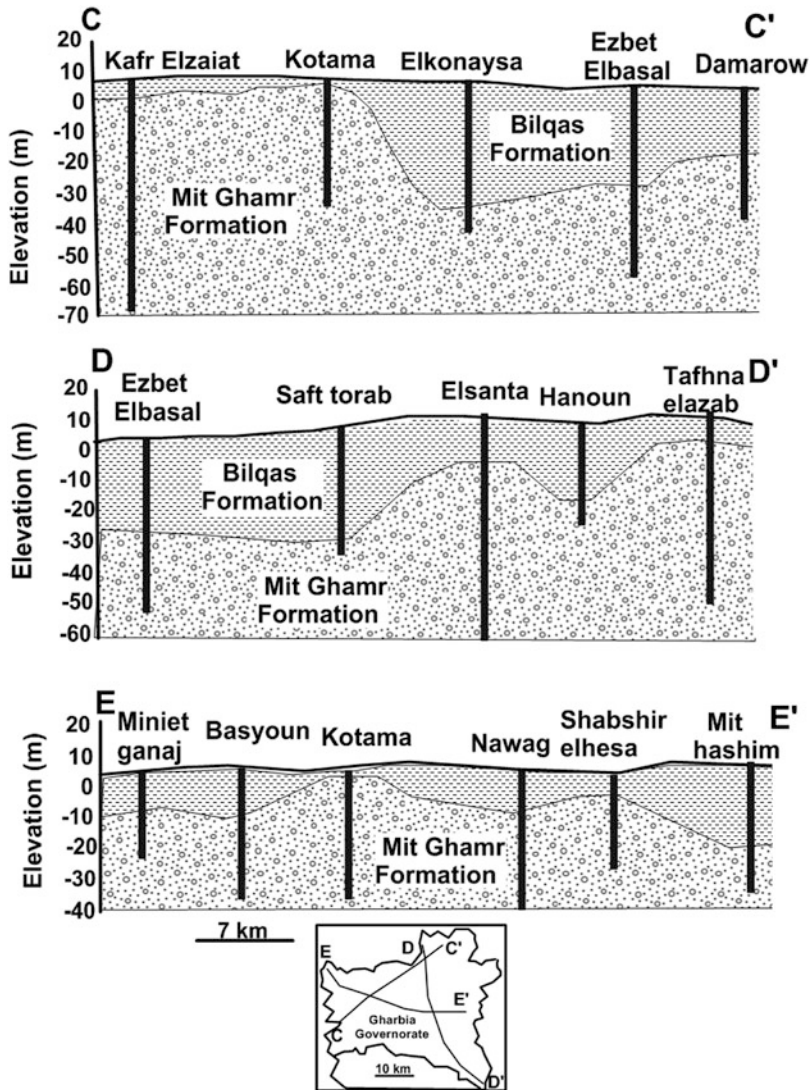 C
C'
20
10
0
-10
-20
-30
-40
-50
-60
-70
Elevation (m)
Kafr Elzaiat
Kotama
Elkonaysa
Ezbet
Elbasal
Damarow
Bilqas
Formation
Mit Ghamr
Formation
D
D'
20
10
0
-10
-20
-30
-40
-50
-60
Elevation (m)
Ezbet
Elbasal
Saft torab
Elsanta
Hanoun
Tafhna
elazab
Bilqas
Formation
Mit Ghamr
Formation
E
E'
20
10
0
-10
-20
-30
-40
Elevation (m)
Miniet
ganaj
Basyoun
Kotama
Nawag
Shabshir
elhesa
Mit
hashim
Mit Ghamr
Formation
7 km
E
D
C'
E'
C
Gharbia
Governorate
10 km
D'